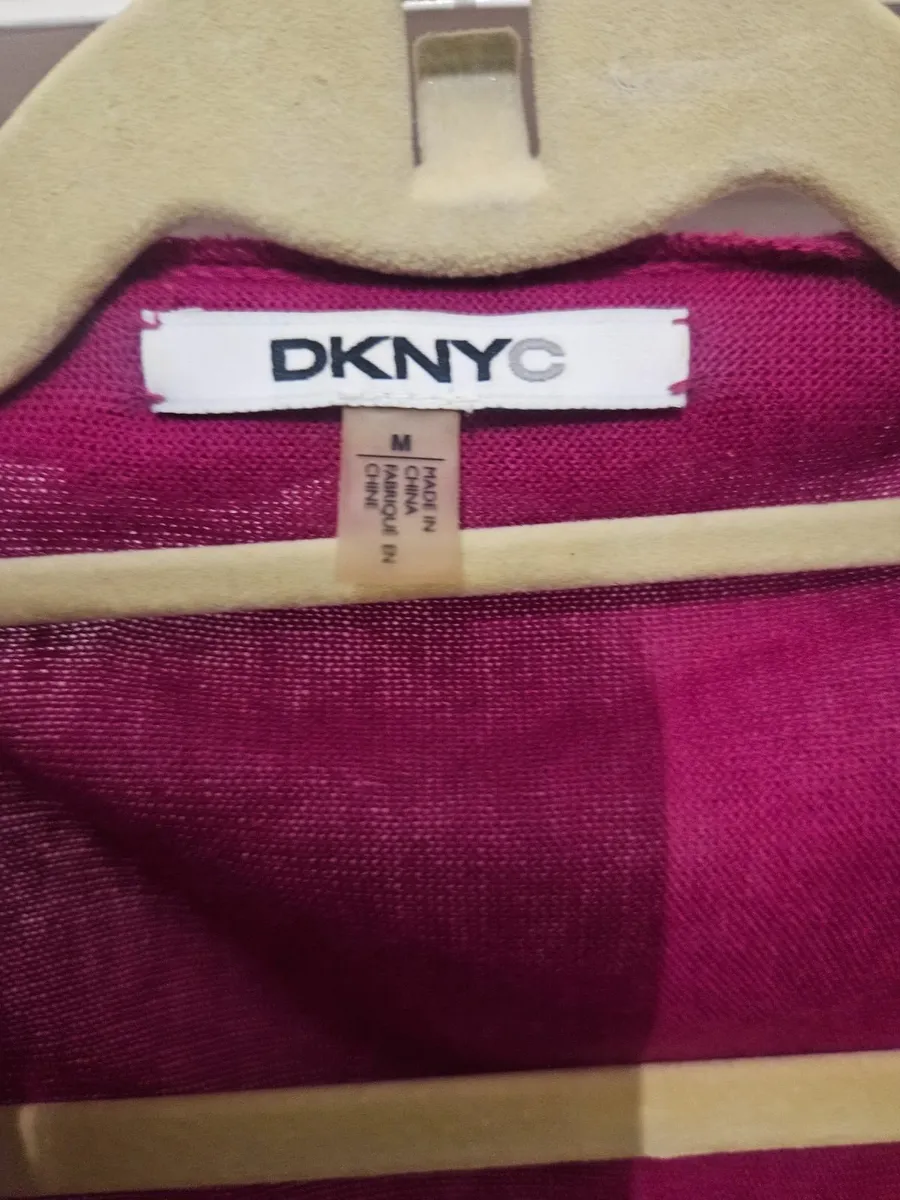 DKNYC
M
MADE IN
CHINA
FABRIQUÉ EN
CHINE